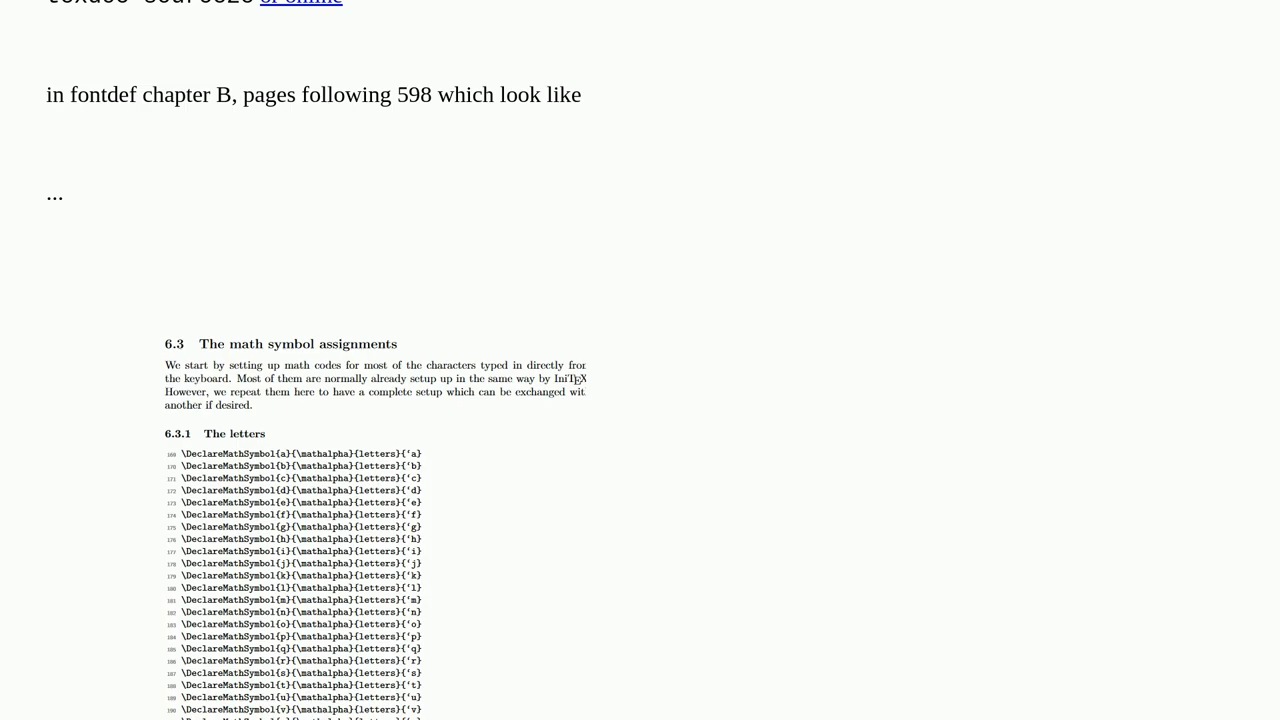 or online
in fontdef chapter B, pages following 598 which look like
...
6.3 The math symbol assignments
We start by setting up math codes for most of the characters typed in directly from
the keyboard. Most of them are normally already setup up in the same way by IniTEX
However, we repeat them here to have a complete setup which can be exchanged wit
another if desired.
6.3.1 The letters
169 \DeclareMathSymbol{a}{\mathalpha}{letters}{`a}
170 \DeclareMathSymbol{b}{\mathalpha}{letters}{`b}
171 \DeclareMathSymbol{c}{\mathalpha}{letters}{`c}
172 \DeclareMathSymbol{d}{\mathalpha}{letters}{`d}
173 \DeclareMathSymbol{e}{\mathalpha}{letters}{`e}
174 \DeclareMathSymbol{f}{\mathalpha}{letters}{`f}
175 \DeclareMathSymbol{g}{\mathalpha}{letters}{`g}
176 \DeclareMathSymbol{h}{\mathalpha}{letters}{`h}
177 \DeclareMathSymbol{i}{\mathalpha}{letters}{`i}
178 \DeclareMathSymbol{j}{\mathalpha}{letters}{`j}
179 \DeclareMathSymbol{k}{\mathalpha}{letters}{`k}
180 \DeclareMathSymbol{l}{\mathalpha}{letters}{`l}
181 \DeclareMathSymbol{m}{\mathalpha}{letters}{`m}
182 \DeclareMathSymbol{n}{\mathalpha}{letters}{`n}
183 \DeclareMathSymbol{o}{\mathalpha}{letters}{`o}
184 \DeclareMathSymbol{p}{\mathalpha}{letters}{`p}
185 \DeclareMathSymbol{q}{\mathalpha}{letters}{`q}
186 \DeclareMathSymbol{r}{\mathalpha}{letters}{`r}
187 \DeclareMathSymbol{s}{\mathalpha}{letters}{`s}
188 \DeclareMathSymbol{t}{\mathalpha}{letters}{`t}
189 \DeclareMathSymbol{u}{\mathalpha}{letters}{`u}
190 \DeclareMathSymbol{v}{\mathalpha}{letters}{`v}